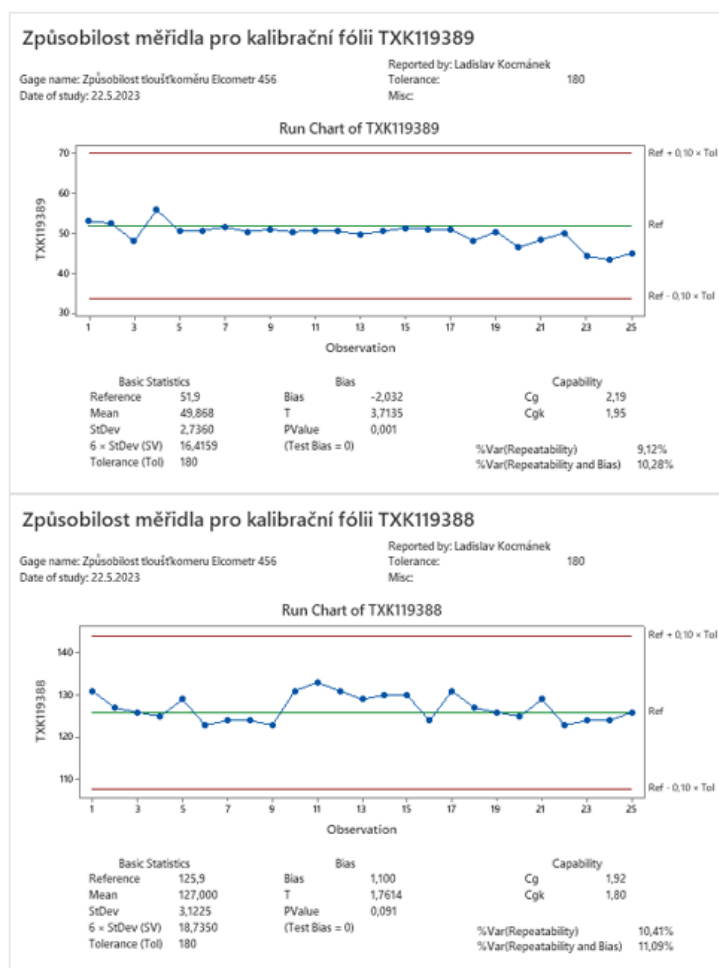 Způsobilost měřidla pro kalibrační fólii TXK119389
Reported by: Ladislav Kocmánek
Gage name: Způsobilost tloušťkoměru Elcometr 456
Tolerance: 180
Date of study: 22.5.2023
Misc:
Run Chart of TXK119389
70
Ref + 0,10 × Tol
60
50
Ref
40
Ref - 0,10 × Tol
30
TXK119389
1 3 5 7 9 11 13 15 17 19 21 23 25
Observation
Basic Statistics Bias Capability
Reference 51,9 Bias -2,032 Cg 2,19
Mean 49,868 T 3,7135 Cgk 1,95
StDev 2,7360 PValue 0,001
6 × StDev (SV) 16,4159 (Test Bias = 0) %Var(Repeatability) 9,12%
Tolerance (Tol) 180 %Var(Repeatability and Bias) 10,28%
Způsobilost měřidla pro kalibrační fólii TXK119388
Reported by: Ladislav Kocmánek
Gage name: Způsobilost tloušťkomeru Elcometr 456
Tolerance: 180
Date of study: 22.5.2023
Misc:
Run Chart of TXK119388
Ref + 0,10 × Tol
140
130
Ref
120
110
Ref - 0,10 × Tol
TXK119388
1 3 5 7 9 11 13 15 17 19 21 23 25
Observation
Basic Statistics Bias Capability
Reference 125,9 Bias 1,100 Cg 1,92
Mean 127,000 T 1,7614 Cgk 1,80
StDev 3,1225 PValue 0,091
6 × StDev (SV) 18,7350 (Test Bias = 0) %Var(Repeatability) 10,41%
Tolerance (Tol) 180 %Var(Repeatability and Bias) 11,09%